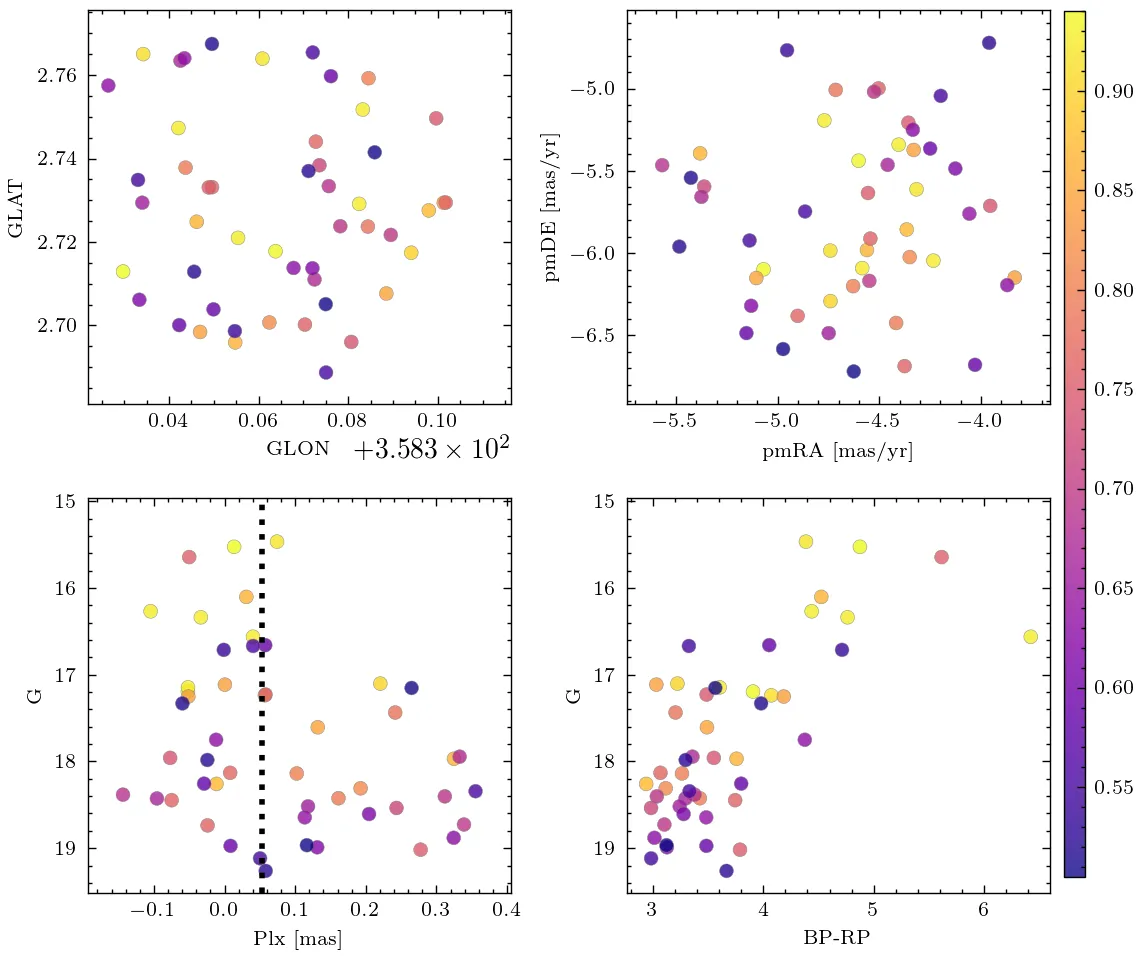 2.76
2.74
2.72
2.70
GLAT
0.04 0.06 0.08 0.10
GLON +3.583 × 10²
−5.0
−5.5
−6.0
−6.5
pmDE [mas/yr]
−5.5 −5.0 −4.5 −4.0
pmRA [mas/yr]
0.90
0.85
0.80
0.75
0.70
0.65
0.60
0.55
15
16
17
18
19
G
−0.1 0.0 0.1 0.2 0.3 0.4
Plx [mas]
15
16
17
18
19
G
3 4 5 6
BP-RP